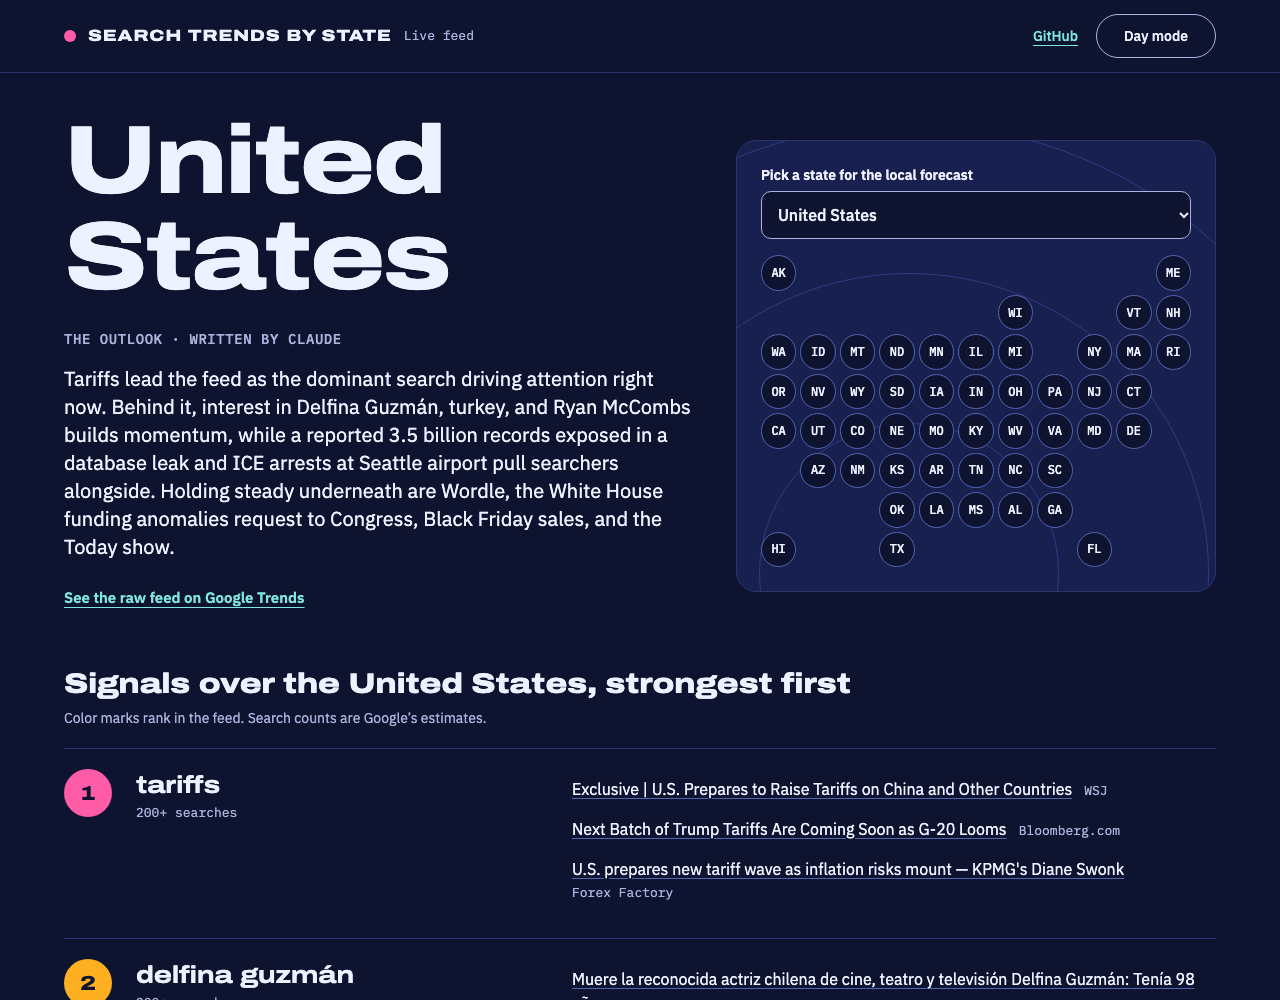 SEARCH TRENDS BY STATE Live feed
GitHub
Day mode
United
States
THE OUTLOOK · WRITTEN BY CLAUDE
Tariffs lead the feed as the dominant search driving attention right
now. Behind it, interest in Delfina Guzmán, turkey, and Ryan McCombs
builds momentum, while a reported 3.5 billion records exposed in a
database leak and ICE arrests at Seattle airport pull searchers
alongside. Holding steady underneath are Wordle, the White House
funding anomalies request to Congress, Black Friday sales, and the
Today show.
See the raw feed on Google Trends
Pick a state for the local forecast
United States
AK ME
WI VT NH
WA ID MT ND MN IL MI NY MA RI
OR NV WY SD IA IN OH PA NJ CT
CA UT CO NE MO KY WV VA MD DE
AZ NM KS AR TN NC SC
OK LA MS AL GA
HI TX FL
Signals over the United States, strongest first
Color marks rank in the feed. Search counts are Google's estimates.
1 tariffs
200+ searches
Exclusive | U.S. Prepares to Raise Tariffs on China and Other Countries WSJ
Next Batch of Trump Tariffs Are Coming Soon as G-20 Looms Bloomberg.com
U.S. prepares new tariff wave as inflation risks mount — KPMG's Diane Swonk
Forex Factory
2 delfina guzmán
Muere la reconocida actriz chilena de cine, teatro y televisión Delfina Guzmán: Tenía 98